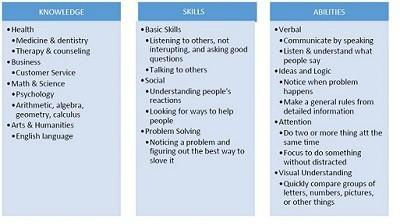 KNOWLEDGE
•Health
•Medicine & dentistry
•Therapy & counseling
•Business
•Customer Service
•Math & Science
•Psychology
•Arithmetic, algebra,
geometry, calculus
•Arts & Humanities
•English language
SKILLS
•Basic Skills
•Listening to others, not
interupting, and asking good
questions
•Talking to others
•Social
•Understanding people's
reactions
•Looking for ways to help
people
•Problem Solving
•Noticing a problem and
figuring out the best way to
slove it
ABILITIES
•Verbal
•Communicate by speaking
•Listen & understand what
people say
•Ideas and Logic
•Notice when problem
happens
•Make a general rules from
detailed information
•Attention
•Do two or more thing att the
same time
•Focus to do something
without distracted
•Visual Understanding
•Quickly compare groups of
letters, numbers, pictures,
or other things